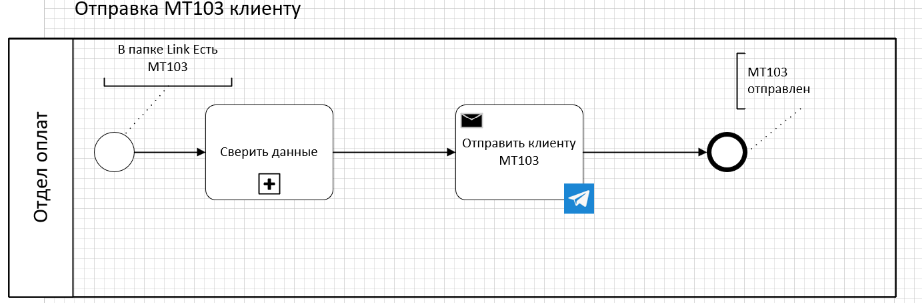 Отправка МТ103 клиенту
Отдел оплат
В папке Link Есть
МТ103
Сверить данные
Отправить клиенту
МТ103
МТ103
отправлен